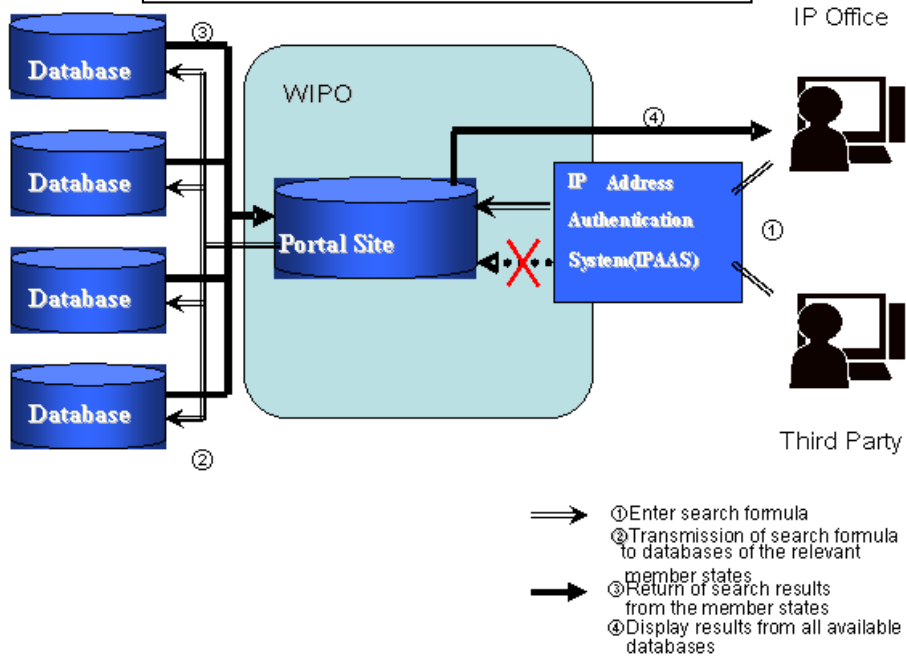 ③
IP Office
Database
WIPO
④
Database
IP Address
Authentication
System(IPAAS)
①
Portal Site
Database
Database
②
Third Party
①Enter search formula
②Transmission of search formula
to databases of the relevant
member states
③Return of search results
from the member states
④Display results from all available
databases